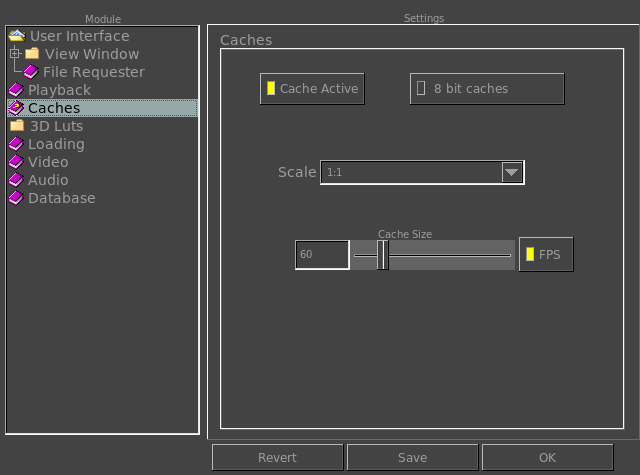 Module
User Interface
View Window
File Requester
Playback
Caches
3D Luts
Loading
Video
Audio
Database
Settings
Caches
Cache Active
8 bit caches
Scale 1:1
Cache Size
60 FPS
Revert Save OK